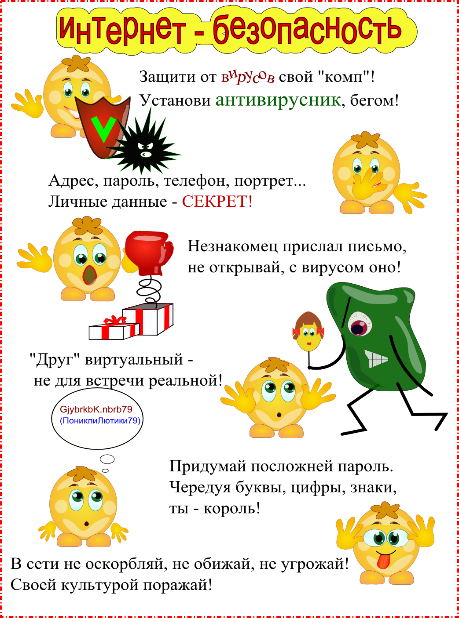 интернет - безопасность
Защити от вирусов свой "комп"!
Установи антивирусник, бегом!
Адрес, пароль, телефон, портрет...
Личные данные - СЕКРЕТ!
Незнакомец прислал письмо,
не открывай, с вирусом оно!
"Друг" виртуальный -
не для встречи реальной!
GjybrkbK.nbrb79
(ПониклиЛютики79)
Придумай посложней пароль.
Чередуя буквы, цифры, знаки,
ты - король!
В сети не оскорбляй, не обижай, не угрожай!
Своей культурой поражай!